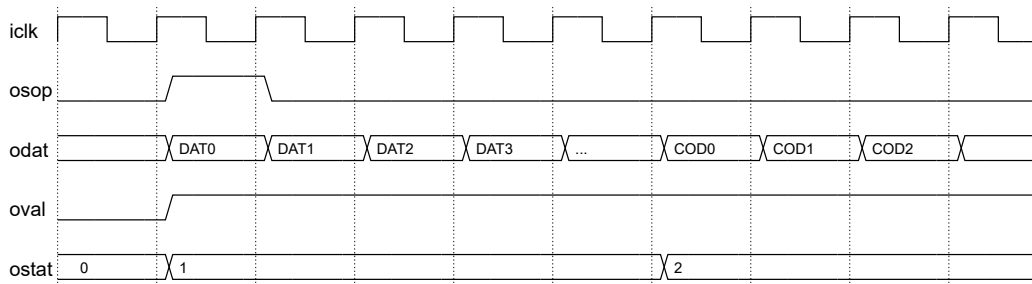 iclk
osop
odat DAT0 DAT1 DAT2 DAT3 ... COD0 COD1 COD2
oval
ostat 0 1 2